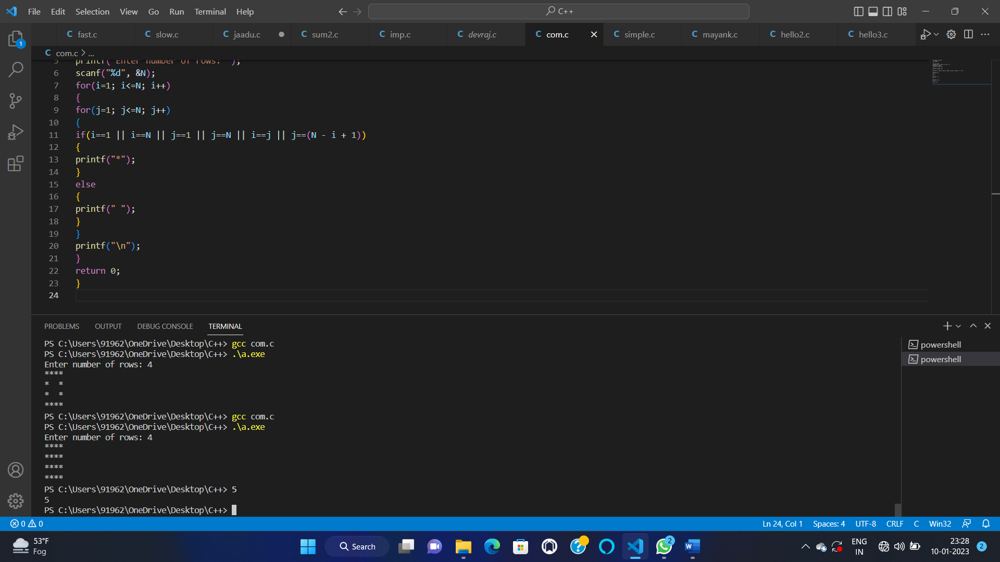 File Edit Selection View Go Run Terminal Help
C++
1
C fast.c C slow.c C jaadu.c C sum2.c C imp.c C devraj.c C com.c C simple.c C mayank.c C hello2.c C hello3.c
C com.c > ...
5 printf("Enter number of rows: ");
6 scanf("%d", &N);
7 for(i=1; i<=N; i++)
8 {
9 for(j=1; j<=N; j++)
10 {
11 if(i==1 || i==N || j==1 || j==N || i==j || j==(N - i + 1))
12 {
13 printf("*");
14 }
15 else
16 {
17 printf(" ");
18 }
19 }
20 printf("\n");
21 }
22 return 0;
23 }
24
PROBLEMS OUTPUT DEBUG CONSOLE TERMINAL
PS C:\Users\91962\OneDrive\Desktop\C++> gcc com.c
PS C:\Users\91962\OneDrive\Desktop\C++> .\a.exe
Enter number of rows: 4
****
*  *
*  *
****
PS C:\Users\91962\OneDrive\Desktop\C++> gcc com.c
PS C:\Users\91962\OneDrive\Desktop\C++> .\a.exe
Enter number of rows: 4
****
****
****
****
PS C:\Users\91962\OneDrive\Desktop\C++> 5
5
PS C:\Users\91962\OneDrive\Desktop\C++>
powershell
powershell
0 0 Ln 24, Col 1 Spaces: 4 UTF-8 CRLF C Win32
53°F
Fog
Search
2
ENG
IN
23:28
10-01-2023
2